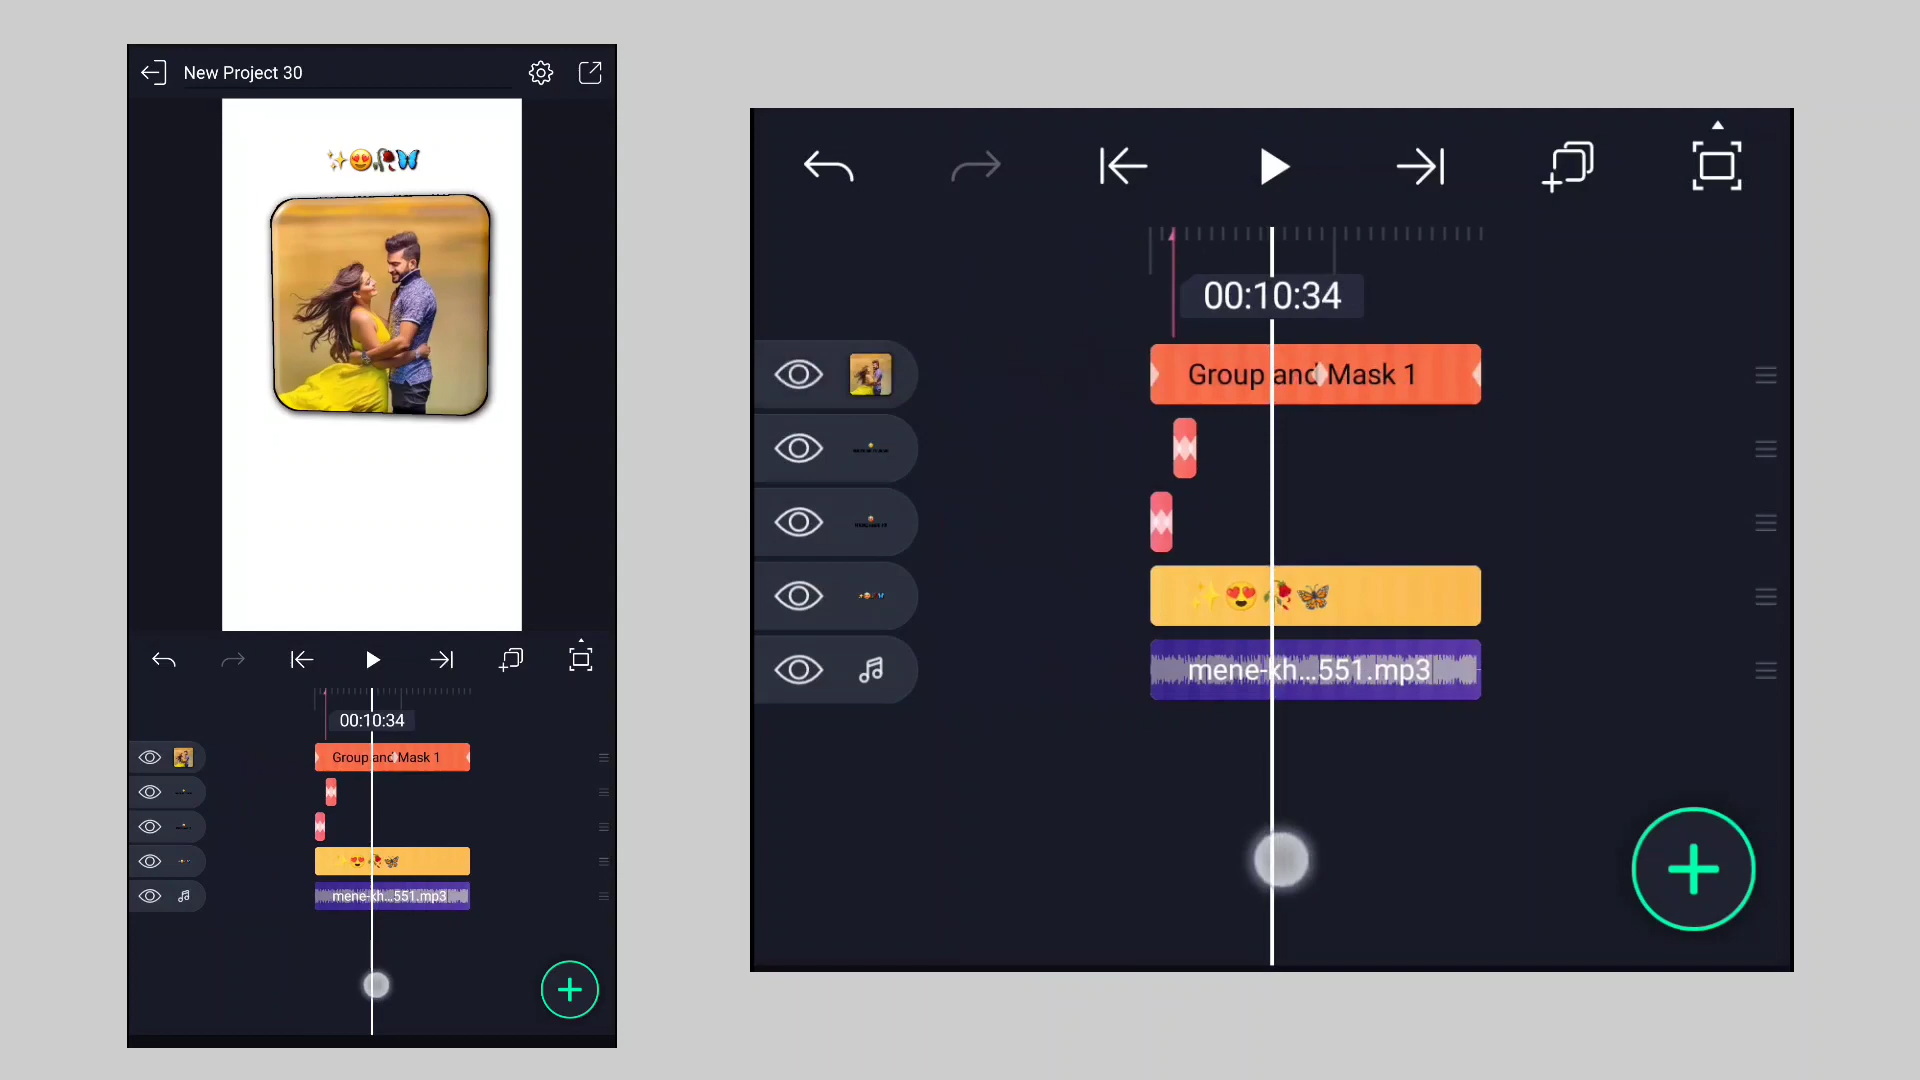 New Project 30
✨😍🥀🦋
00:10:34
Group and Mask 1
✨😍🥀🦋
mene-kh...551.mp3
00:10:34
Group and Mask 1
✨😍🥀🦋
mene-kh...551.mp3